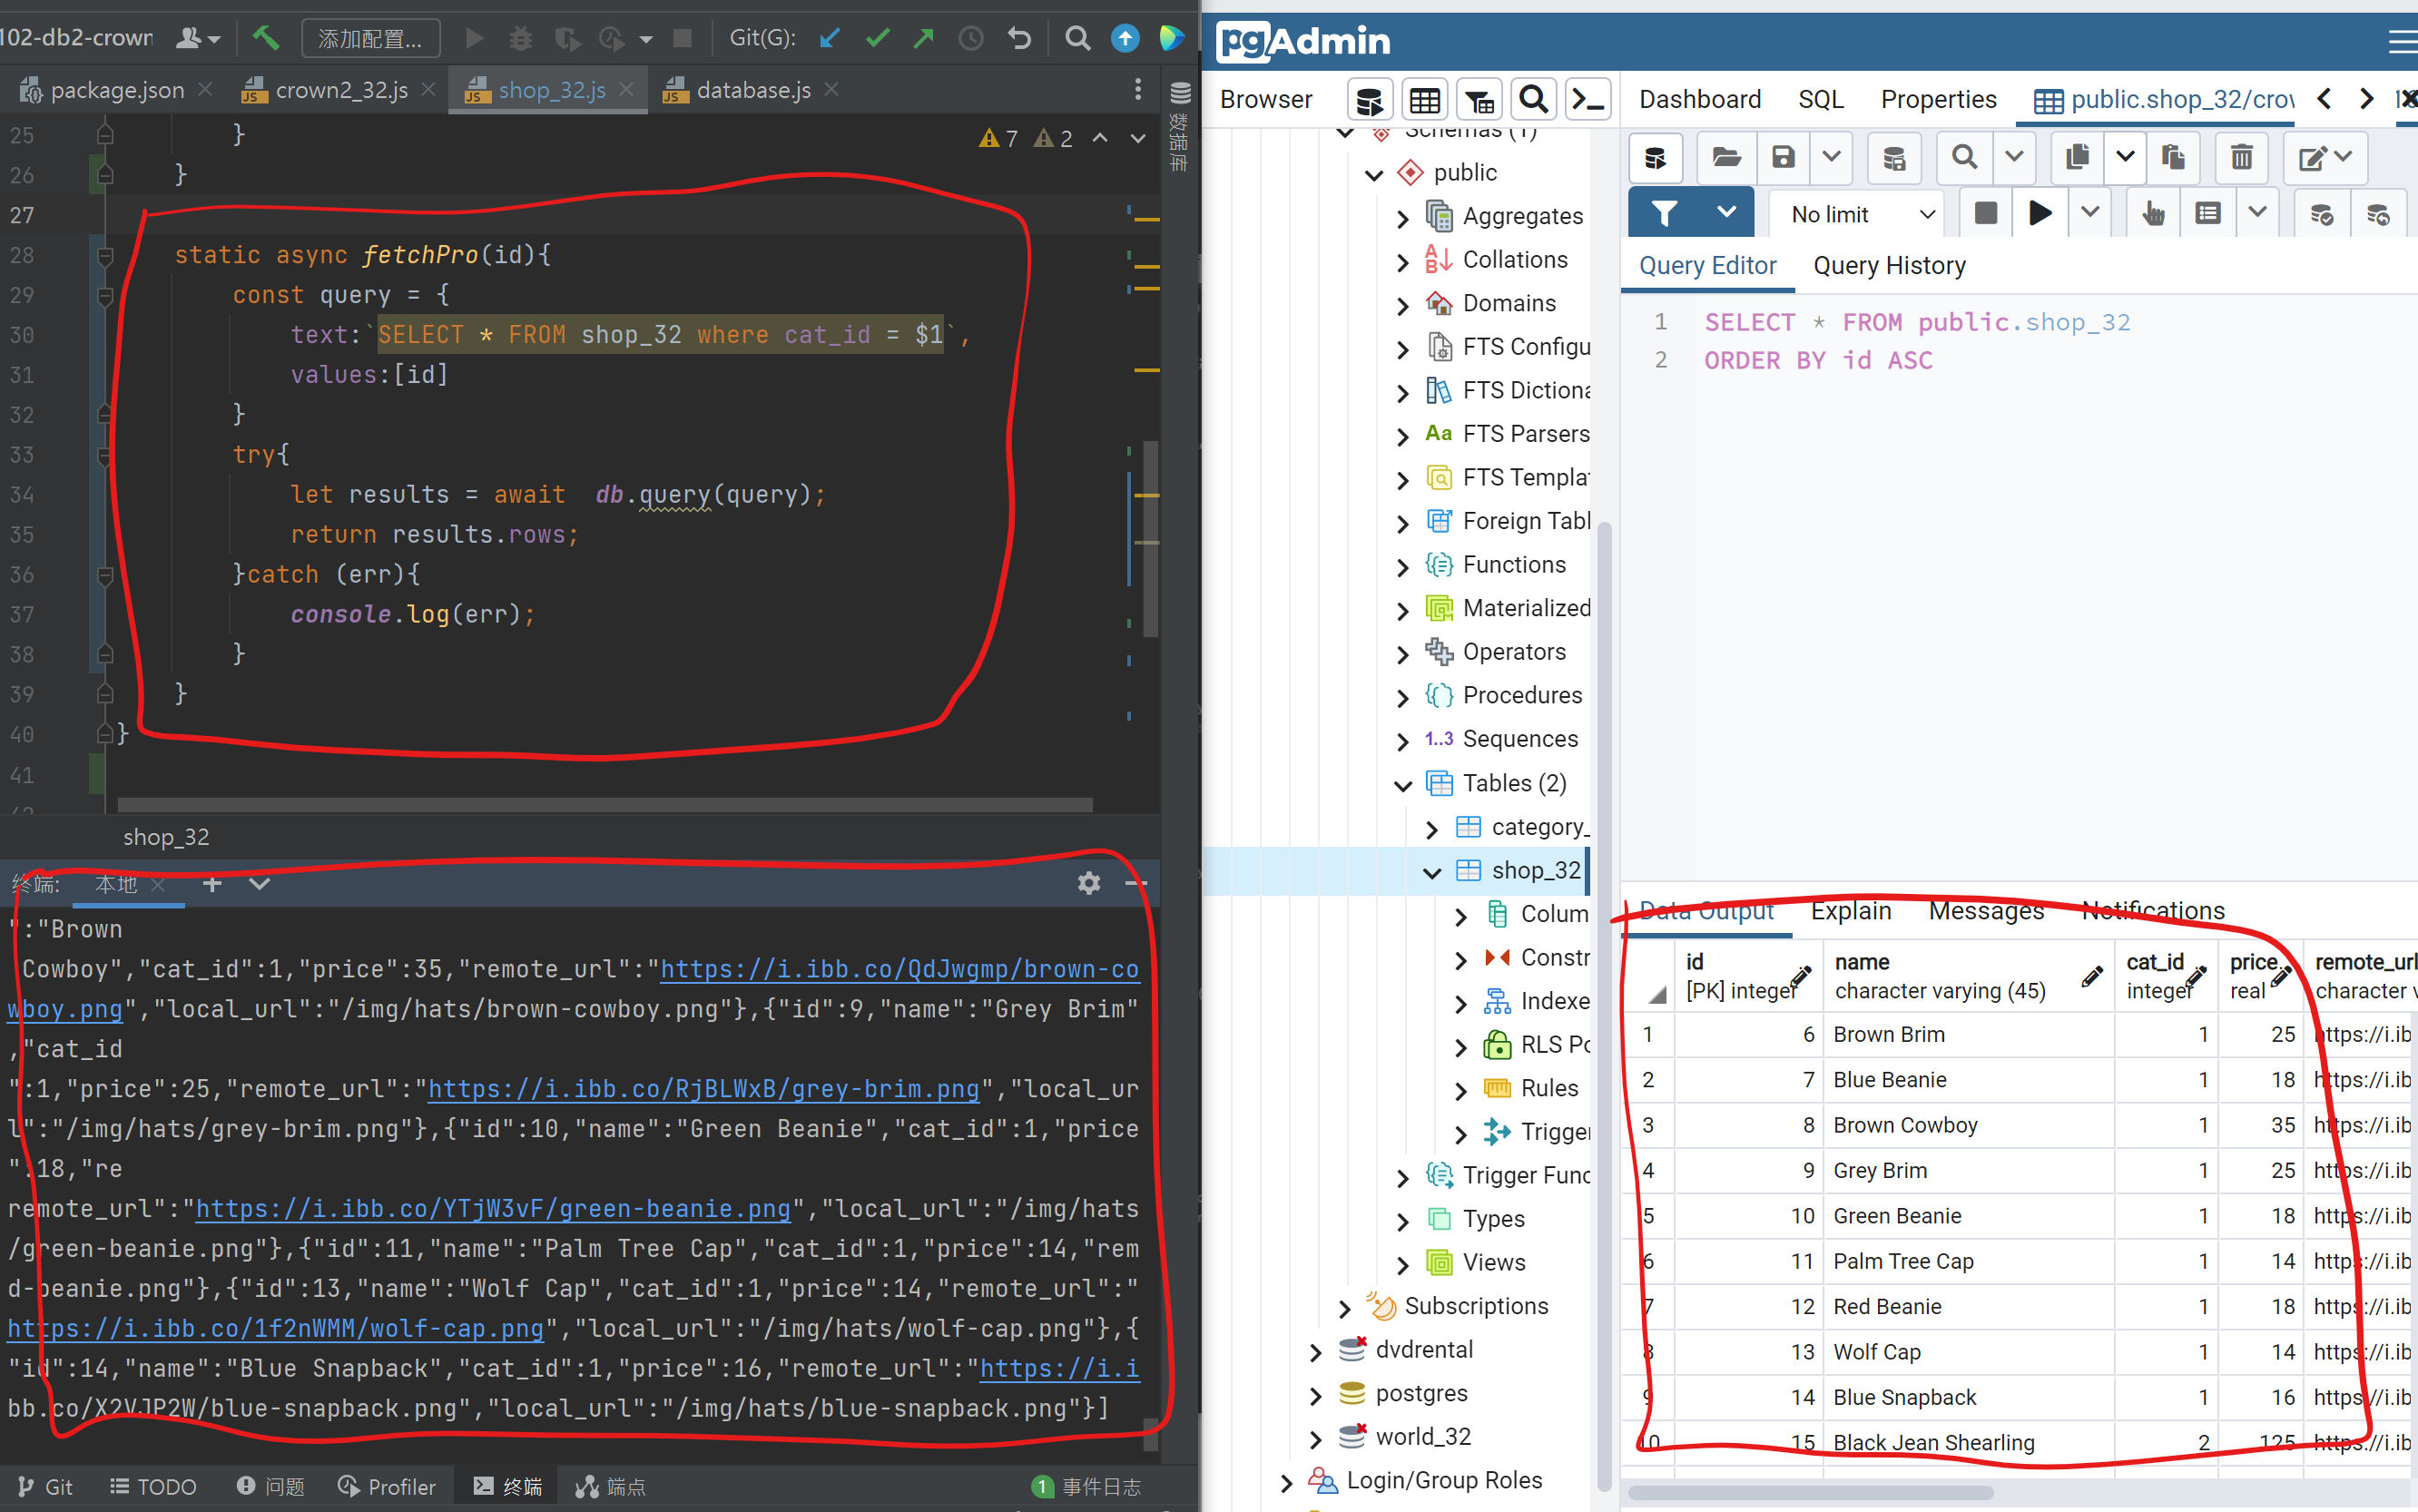 102-db2-crown
添加配置...
Git(G):
package.json
crown2_32.js
shop_32.js
database.js
数据库
7
2
25 }
26 }
27
28 static async fetchPro(id){
29 const query = {
30 text:`SELECT * FROM shop_32 where cat_id = $1`,
31 values:[id]
32 }
33 try{
34 let results = await db.query(query);
35 return results.rows;
36 }catch (err){
37 console.log(err);
38 }
39 }
40 }
41
shop_32
终端: 本地
":"Brown
Cowboy","cat_id":1,"price":35,"remote_url":"https://i.ibb.co/QdJwgmp/brown-co
wboy.png","local_url":"/img/hats/brown-cowboy.png"},{"id":9,"name":"Grey Brim"
,"cat_id
":1,"price":25,"remote_url":"https://i.ibb.co/RjBLWxB/grey-brim.png","local_ur
l":"/img/hats/grey-brim.png"},{"id":10,"name":"Green Beanie","cat_id":1,"price
":18,"re
remote_url":"https://i.ibb.co/YTjW3vF/green-beanie.png","local_url":"/img/hats
/green-beanie.png"},{"id":11,"name":"Palm Tree Cap","cat_id":1,"price":14,"rem
d-beanie.png"},{"id":13,"name":"Wolf Cap","cat_id":1,"price":14,"remote_url":"
https://i.ibb.co/1f2nWMM/wolf-cap.png","local_url":"/img/hats/wolf-cap.png"},{
"id":14,"name":"Blue Snapback","cat_id":1,"price":16,"remote_url":"https://i.i
bb.co/X2VJP2W/blue-snapback.png","local_url":"/img/hats/blue-snapback.png"}]
Git
TODO
问题
Profiler
终端
端点
1 事件日志
pgAdmin
Browser
Schemas (1)
public
Aggregates
Collations
Domains
FTS Configu
FTS Dictiona
FTS Parsers
FTS Templat
Foreign Tabl
Functions
Materialized
Operators
Procedures
1..3 Sequences
Tables (2)
category_
shop_32
Colum
Constr
Indexe
RLS Po
Rules
Trigger
Trigger Func
Types
Views
Subscriptions
dvdrental
postgres
world_32
Login/Group Roles
Dashboard
SQL
Properties
public.shop_32/crow
No limit
Query Editor
Query History
1 SELECT * FROM public.shop_32
2 ORDER BY id ASC
Data Output
Explain
Messages
Notifications
id name cat_id price remote_url
[PK] integer character varying (45) integer real character v
1 6 Brown Brim 1 25 https://i.ib
2 7 Blue Beanie 1 18 https://i.ib
3 8 Brown Cowboy 1 35 https://i.ib
4 9 Grey Brim 1 25 https://i.ib
5 10 Green Beanie 1 18 https://i.ib
6 11 Palm Tree Cap 1 14 https://i.ib
7 12 Red Beanie 1 18 https://i.ib
8 13 Wolf Cap 1 14 https://i.ib
9 14 Blue Snapback 1 16 https://i.ib
10 15 Black Jean Shearling 2 125 https://i.ib